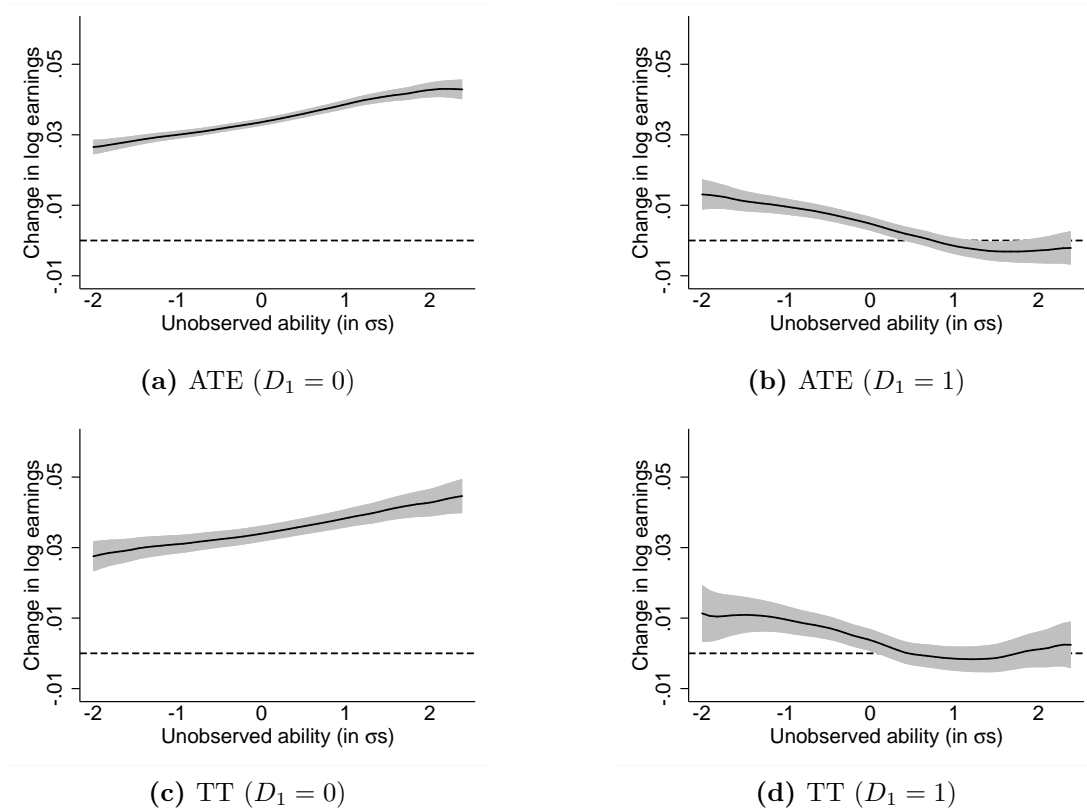 Change in log earnings
.05
.03
.01
-.01
-2 -1 0 1 2
Unobserved ability (in σs)
(a) ATE (D₁ = 0)
Change in log earnings
.05
.03
.01
-.01
-2 -1 0 1 2
Unobserved ability (in σs)
(b) ATE (D₁ = 1)
Change in log earnings
.05
.03
.01
-.01
-2 -1 0 1 2
Unobserved ability (in σs)
(c) TT (D₁ = 0)
Change in log earnings
.05
.03
.01
-.01
-2 -1 0 1 2
Unobserved ability (in σs)
(d) TT (D₁ = 1)